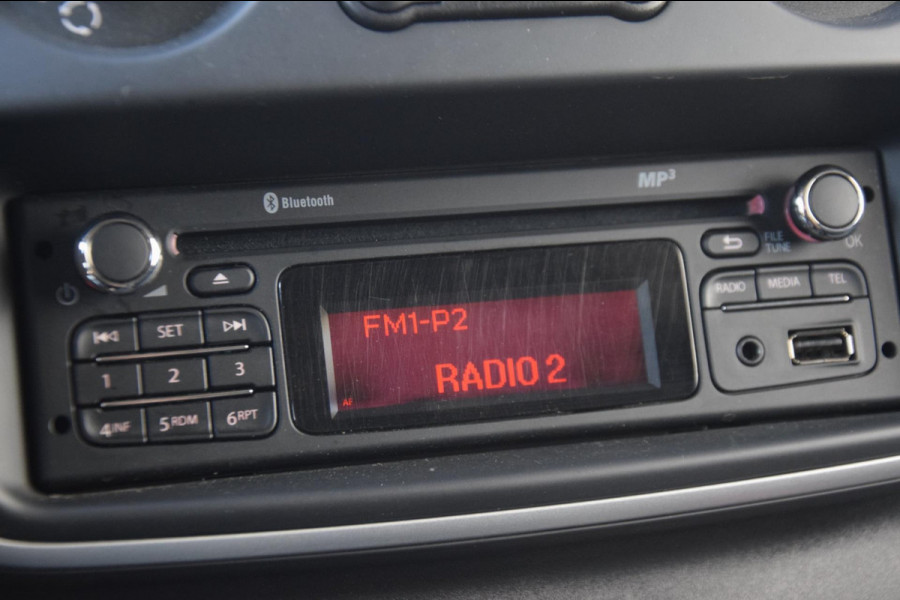 Bluetooth
MP3
FILE
TUNE
OK
RADIO MEDIA TEL
SET
1 2 3
4INF 5RDM 6RPT
FM1-P2
RADIO 2
AF